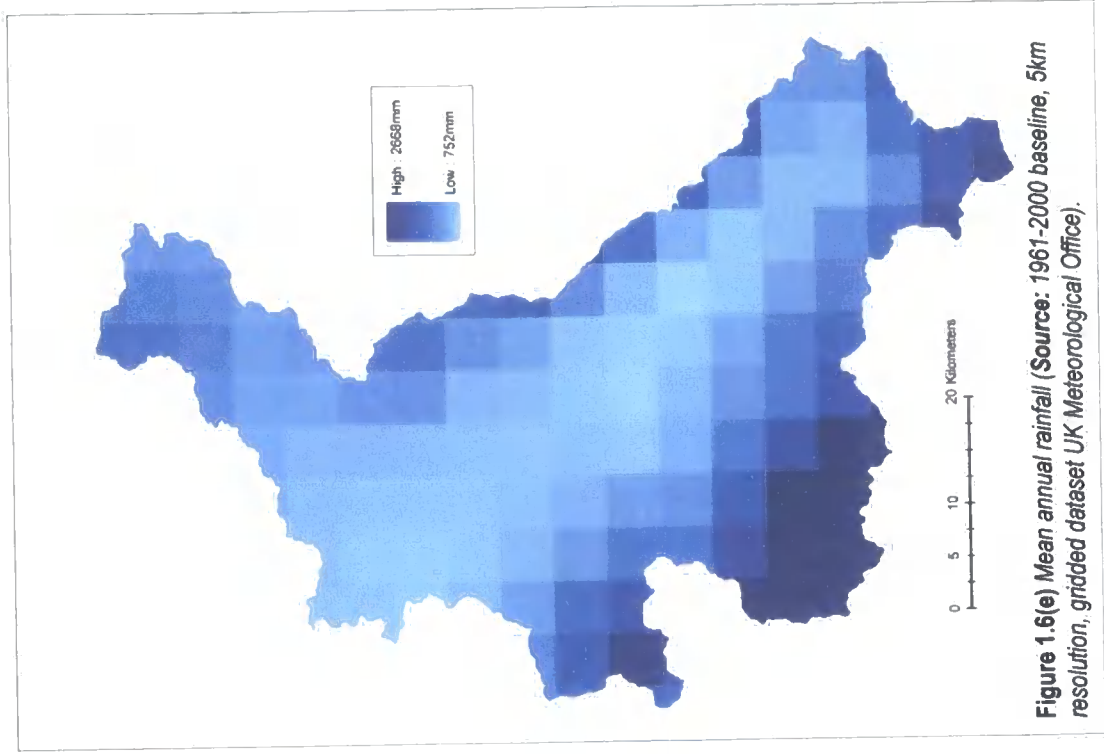 High : 2668mm
Low : 752mm
0 5 10 20 Kilometers
Figure 1.6(e) Mean annual rainfall (Source: 1961-2000 baseline, 5km
resolution, gridded dataset UK Meteorological Office).